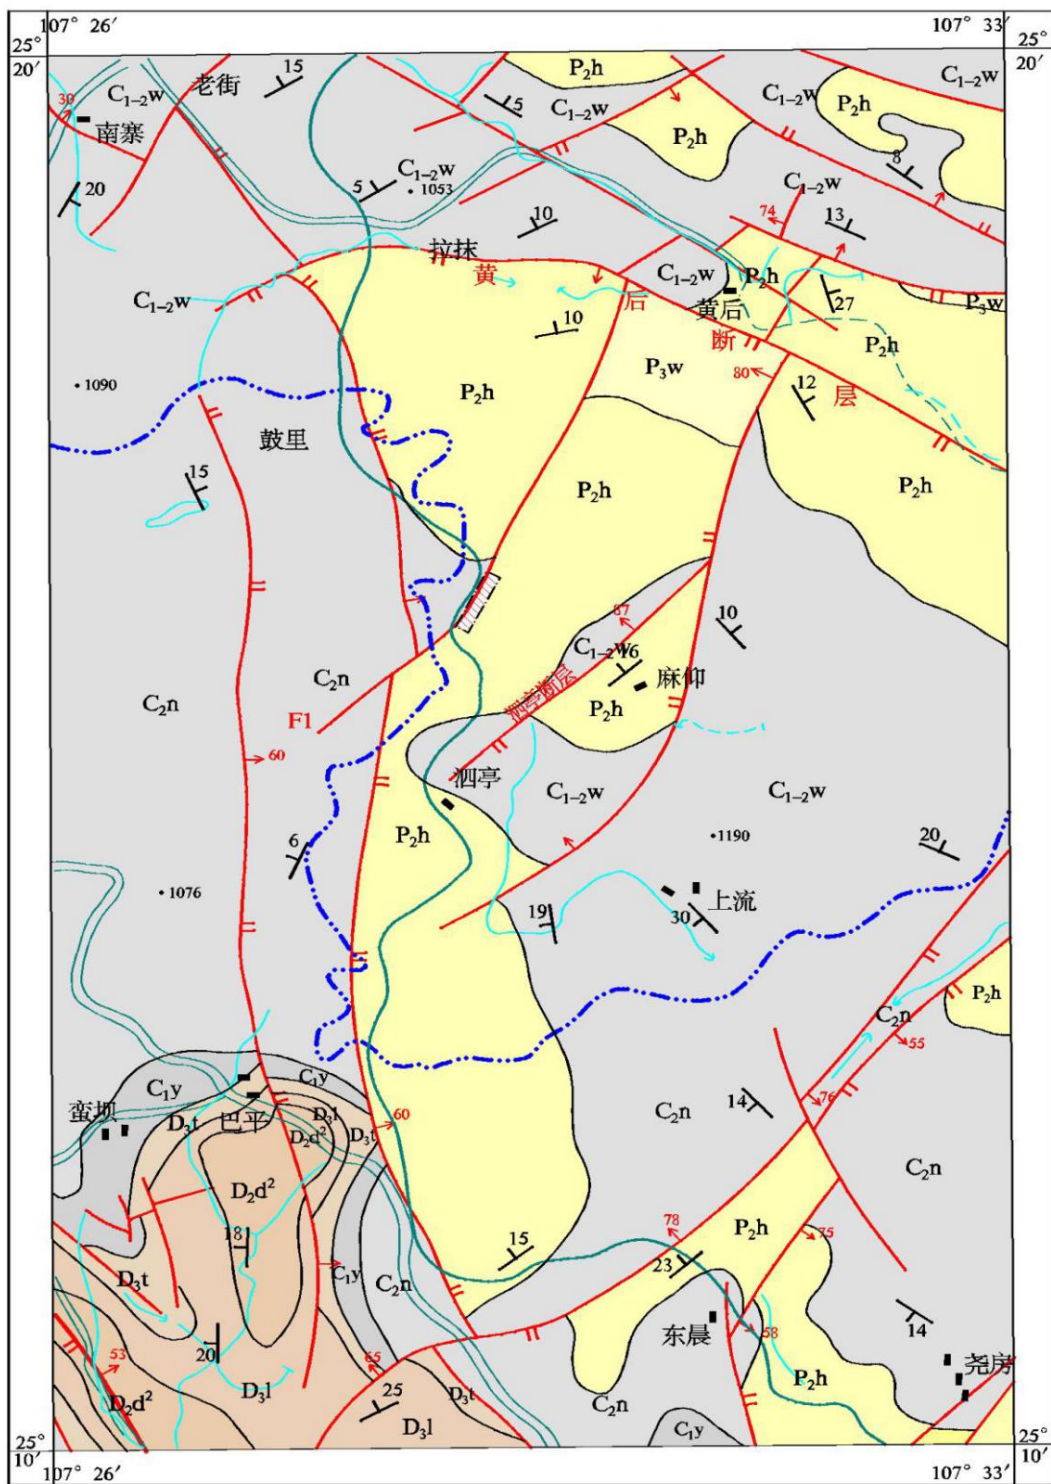 107° 26′
107° 33′
25°
20′
25°
20′
15
P₂h
C₁₋₂w
C₁₋₂w
老街
30
南寨
5
C₁₋₂w
C₁₋₂w
P₂h
P₂h
8
20
5
C₁₋₂w
1053
C₁₋₂w
74
13
10
拉抹
黄
C₁₋₂w
P₂h
后
黄后
27
P₃w
C₁₋₂w
10
断
P₂h
P₃w
80
1090
P₂h
12
层
鼓里
15
P₂h
P₂h
87
10
C₁₋₂w
16
麻仰
C₂n
C₂n
泗亭断层
P₂h
F1
60
泗亭
C₁₋₂w
C₁₋₂w
P₂h
1190
20
6
1076
上流
19
30
P₂h
C₂n
55
C₁y
C₁y
76
蛮坝
D₃t
巴平
D₃l
D₂d²
D₃t
60
14
C₂n
C₂n
D₂d²
18
78
P₂h
75
15
23
D₃t
C₁y
C₂n
东晨
58
14
尧房
20
53
65
D₃l
D₃t
P₂h
D₂d²
25
D₃l
C₂n
C₁y
25°
10′
25°
10′
107° 26′
107° 33′